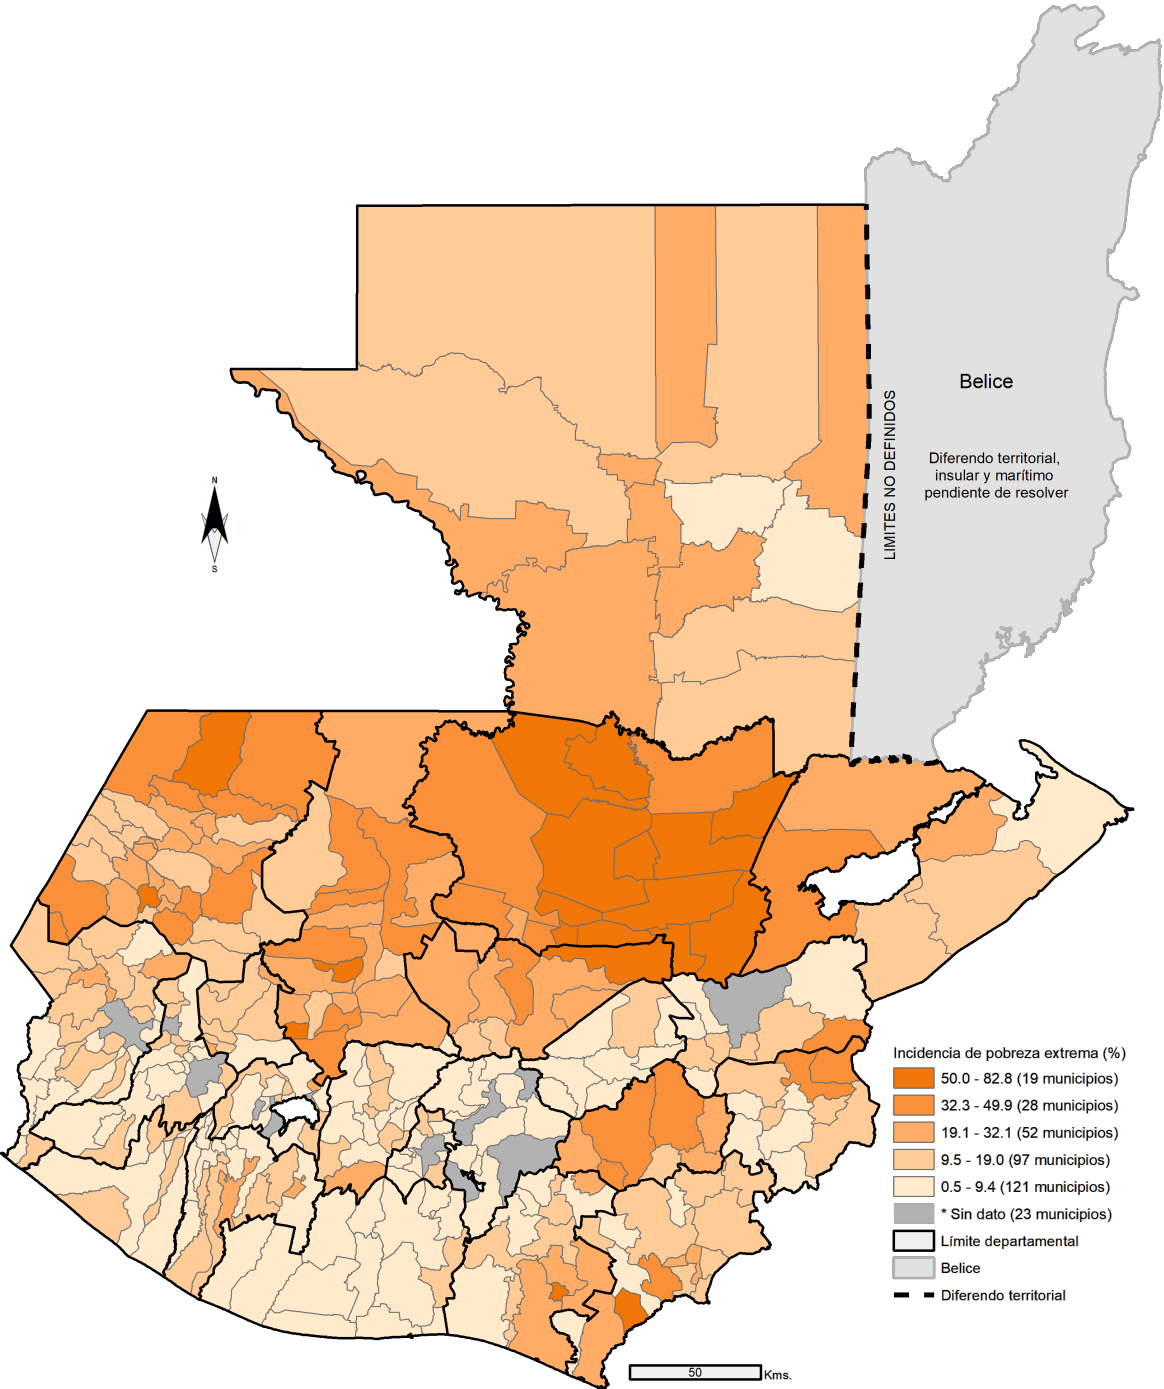 Belice
LIMITES NO DEFINIDOS
Diferendo territorial,
insular y marítimo
pendiente de resolver
N
S
Incidencia de pobreza extrema (%)
50.0 - 82.8 (19 municipios)
32.3 - 49.9 (28 municipios)
19.1 - 32.1 (52 municipios)
9.5 - 19.0 (97 municipios)
0.5 - 9.4 (121 municipios)
* Sin dato (23 municipios)
Límite departamental
Belice
Diferendo territorial
50 Kms.